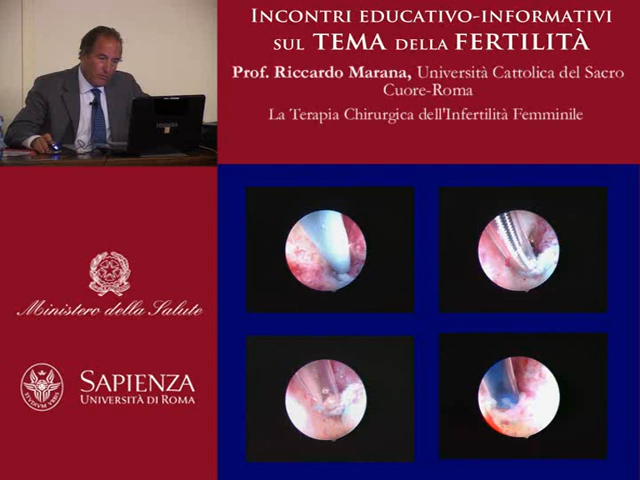 INCONTRI EDUCATIVO-INFORMATIVI
SUL TEMA DELLA FERTILITÀ
Prof. Riccardo Marana, Università Cattolica del Sacro
Cuore-Roma
La Terapia Chirurgica dell'Infertilità Femminile
Ministero della Salute
SAPIENZA
UNIVERSITÀ DI ROMA